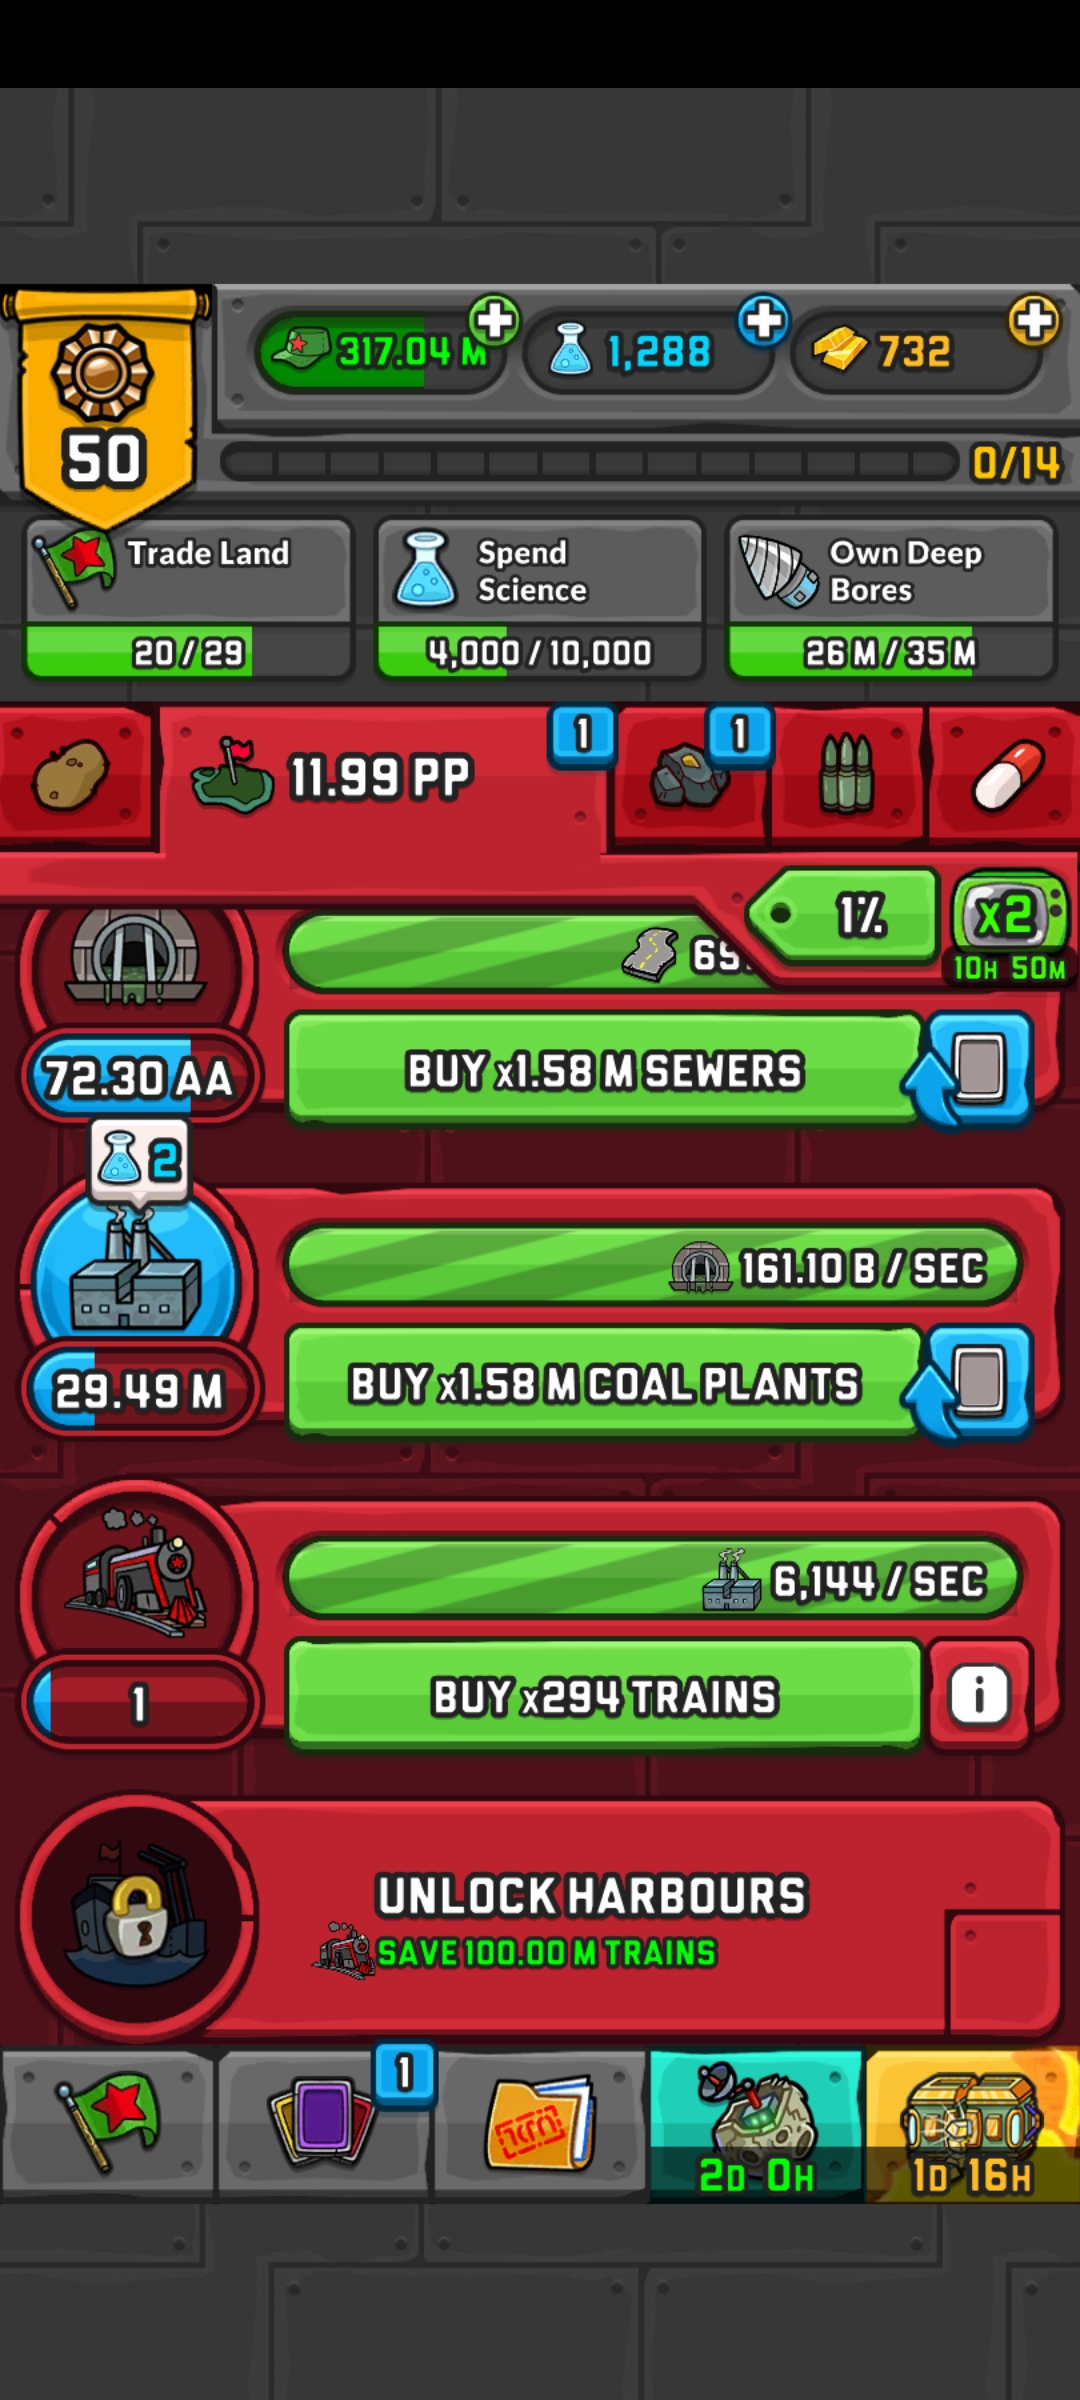 50
317.04 M
1,288
732
0/14
Trade Land
20/29
Spend
Science
4,000/10,000
Own Deep
Bores
26 M/35 M
11.99 PP
1
1
1%
x2
10H 50M
72.30 AA
BUY x1.58 M SEWERS
2
161.10 B / SEC
29.49 M
BUY x1.58 M COAL PLANTS
6,144 / SEC
1
BUY x294 TRAINS
i
UNLOCK HARBOURS
SAVE 100.00 M TRAINS
1
2D 0H
1D 16H